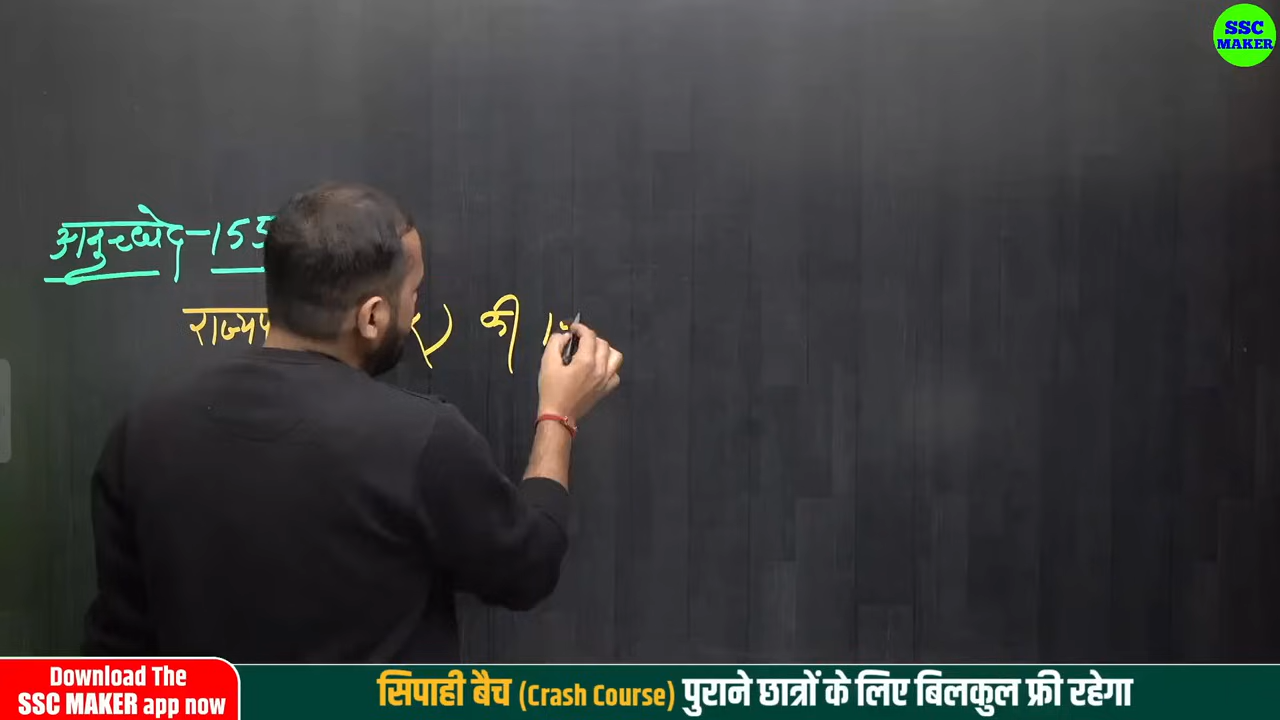 SSC
MAKER
अनुच्छेद-155
की
Download The
SSC MAKER app now
सिपाही बैच (Crash Course) पुराने छात्रों के लिए बिलकुल फ्री रहेगा